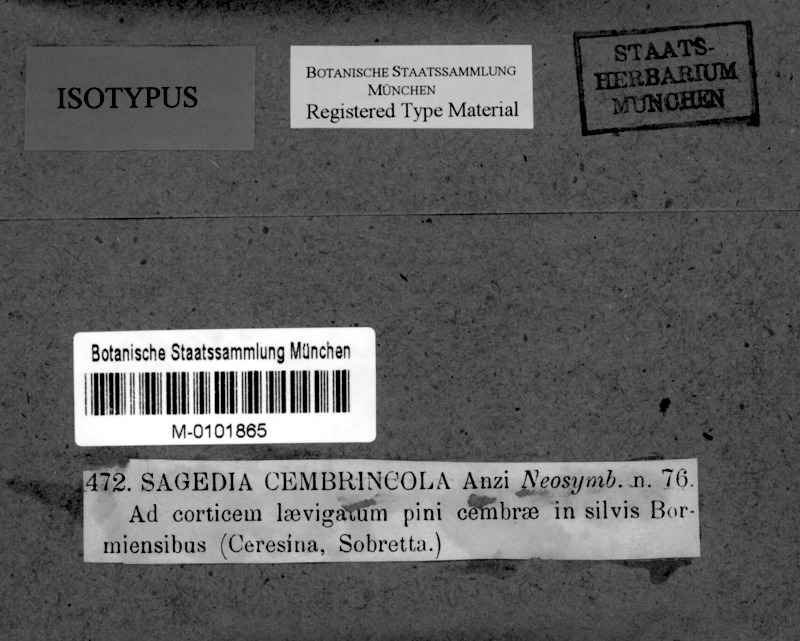 ISOTYPUS
BOTANISCHE STAATSSAMMLUNG
MÜNCHEN
Registered Type Material
STAATS-
HERBARIUM
MÜNCHEN
Botanische Staatssammlung München
M-0101865
472. SAGEDIA CEMBRINCOLA Anzi Neosymb. n. 76.
Ad corticem lævigatum pini cembræ in silvis Bor-
miensibus (Ceresina, Sobretta.)